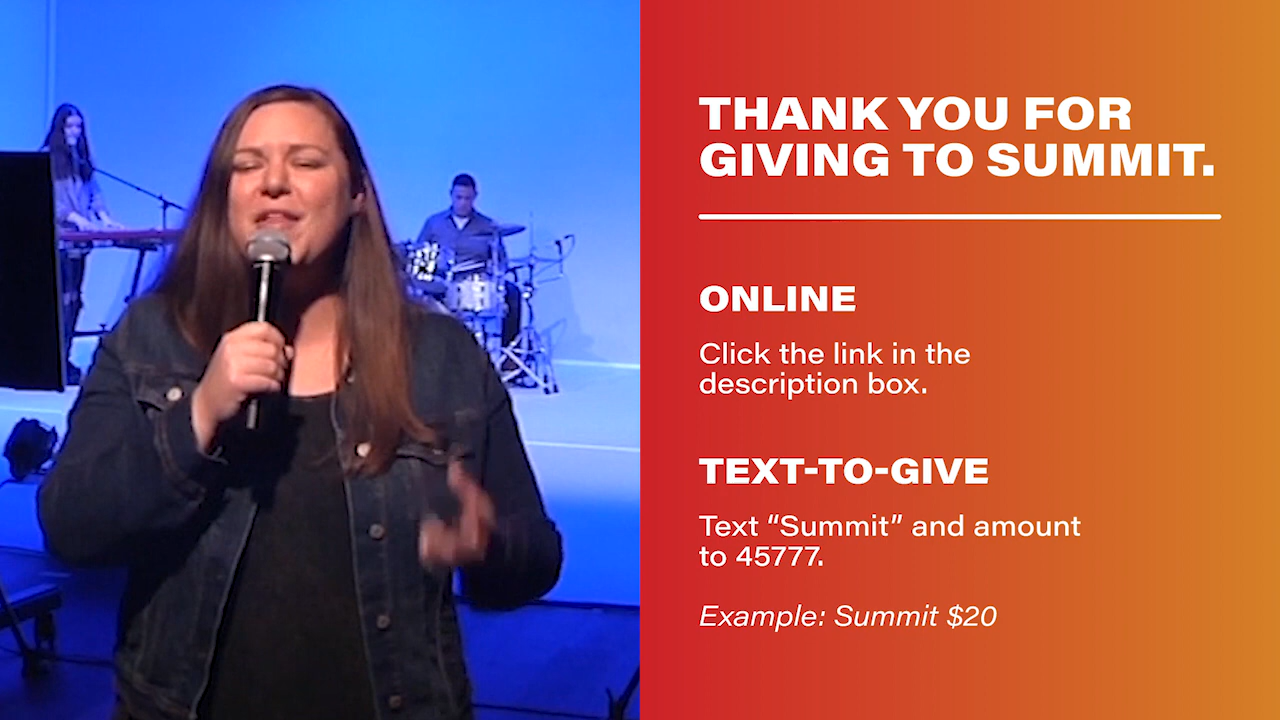 THANK YOU FOR
GIVING TO SUMMIT.
ONLINE
Click the link in the
description box.
TEXT-TO-GIVE
Text “Summit” and amount
to 45777.
Example: Summit $20